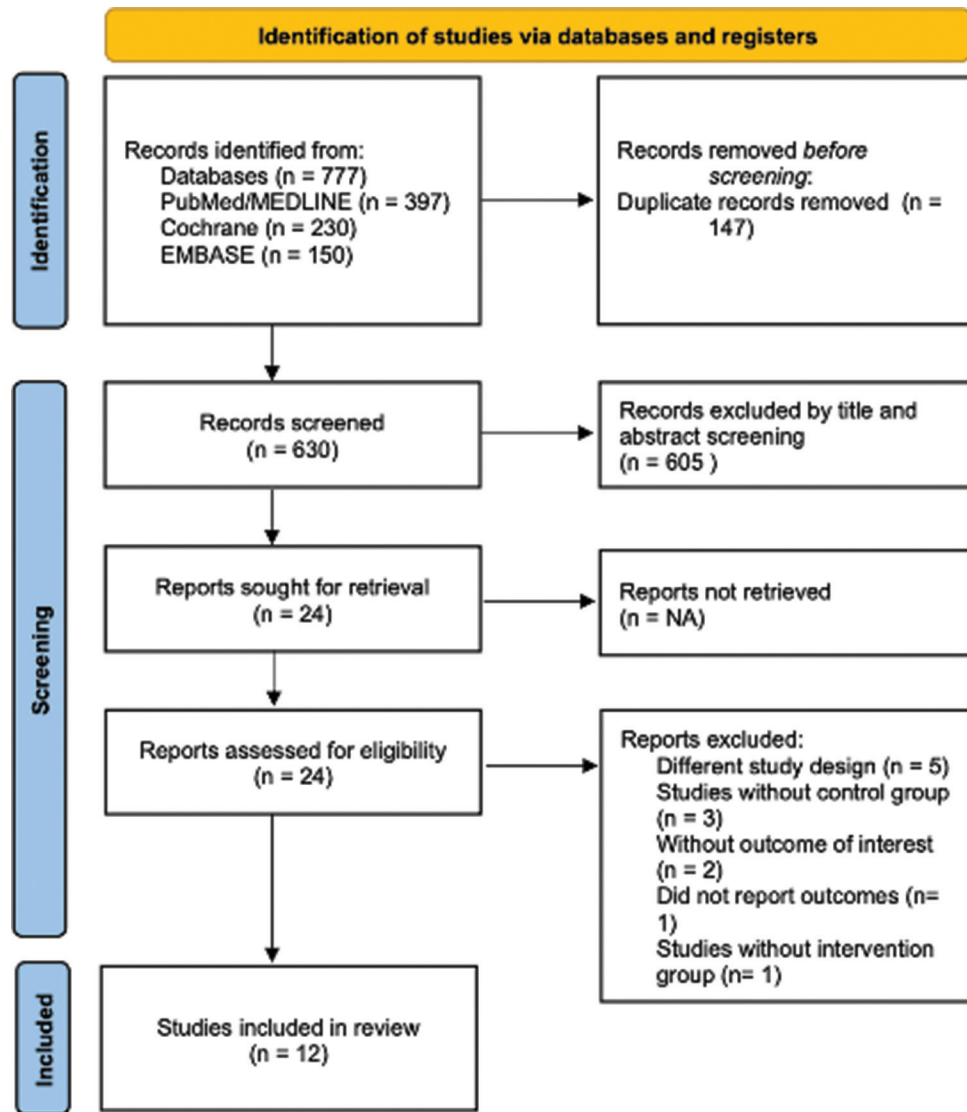 Identification of studies via databases and registers
Identification
Records identified from:
Databases (n = 777)
PubMed/MEDLINE (n = 397)
Cochrane (n = 230)
EMBASE (n = 150)
Records removed before
screening:
Duplicate records removed (n =
147)
Screening
Records screened
(n = 630)
Records excluded by title and
abstract screening
(n = 605 )
Reports sought for retrieval
(n = 24)
Reports not retrieved
(n = NA)
Reports assessed for eligibility
(n = 24)
Reports excluded:
Different study design (n = 5)
Studies without control group
(n = 3)
Without outcome of interest
(n = 2)
Did not report outcomes (n=
1)
Studies without intervention
group (n= 1)
Included
Studies included in review
(n = 12)